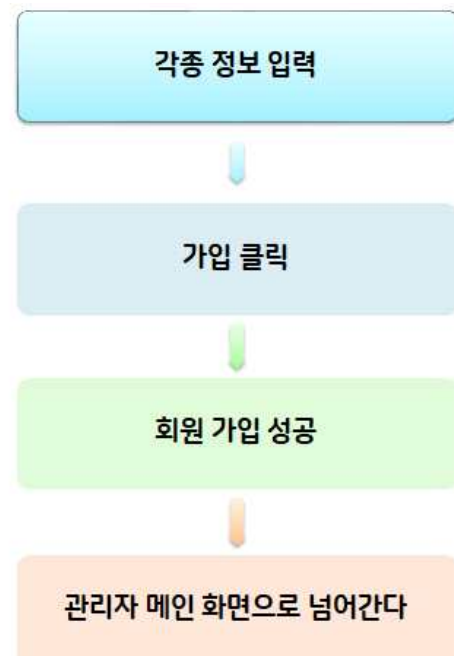 각종 정보 입력
가입 클릭
회원 가입 성공
관리자 메인 화면으로 넘어간다